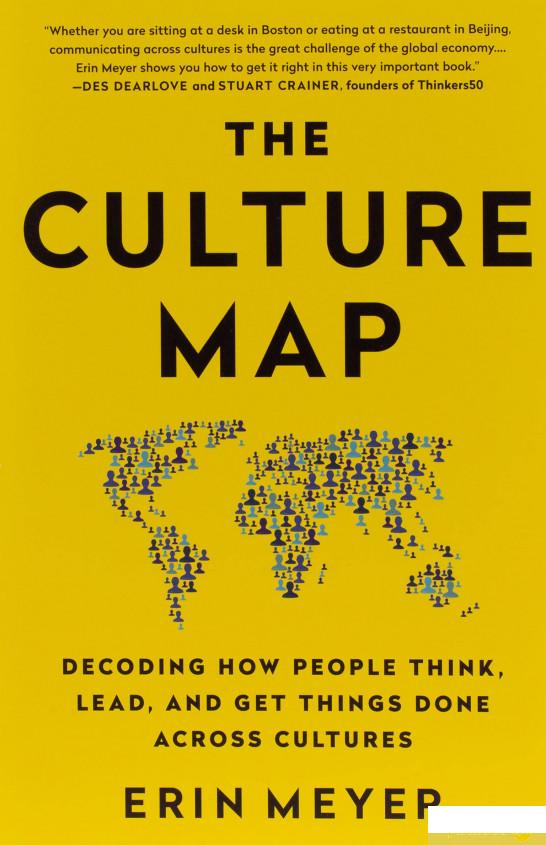 “Whether you are sitting at a desk in Boston or eating at a restaurant in Beijing,
communicating across cultures is the great challenge of the global economy....
Erin Meyer shows you how to get it right in this very important book.”
—DES DEARLOVE and STUART CRAINER, founders of Thinkers50
THE
CULTURE
MAP
DECODING HOW PEOPLE THINK,
LEAD, AND GET THINGS DONE
ACROSS CULTURES
ERIN MEYER